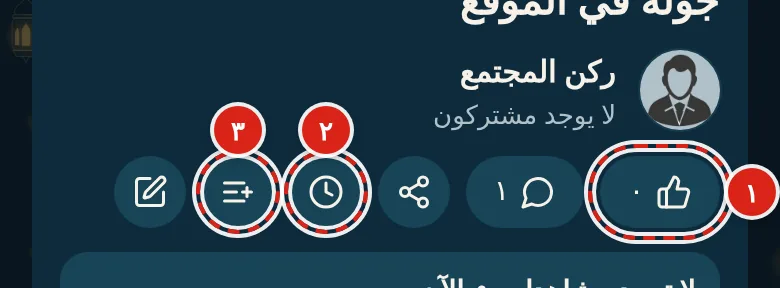 جولة في الموقع
ركن المجتمع
لا يوجد مشتركون
٣
٢
١
١
٠